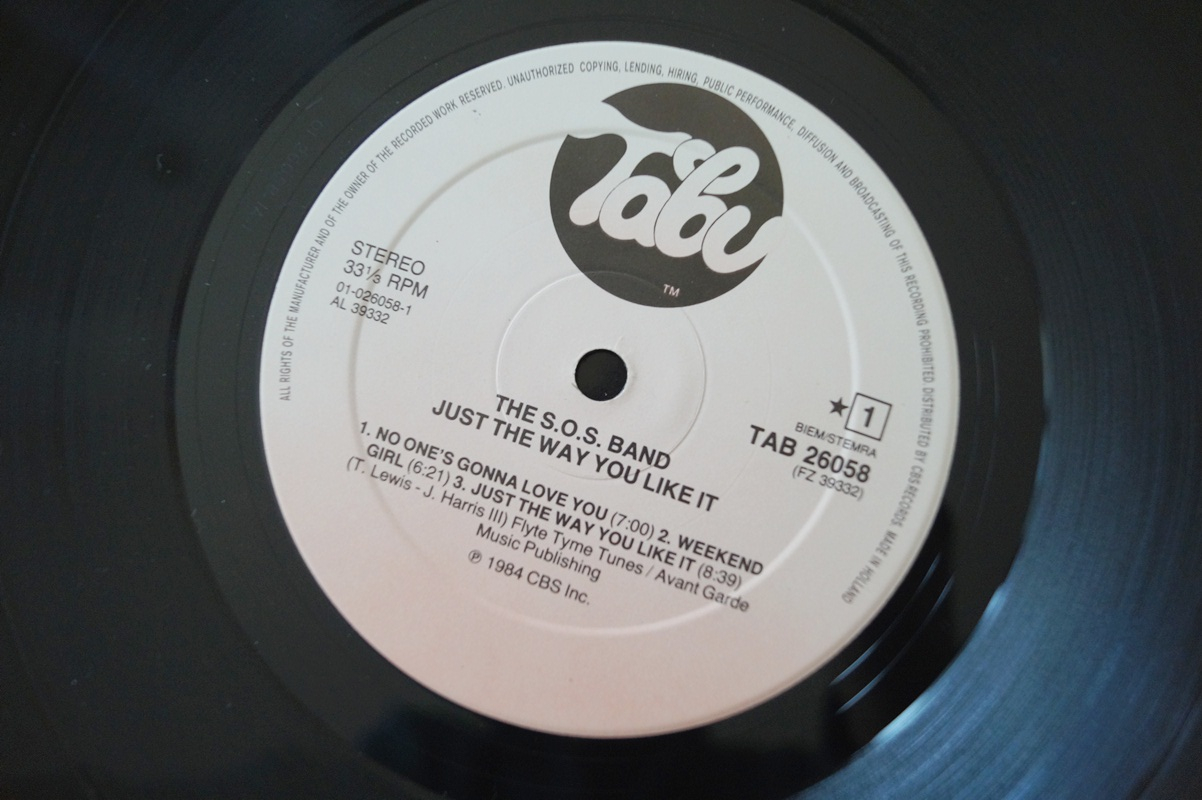 ALL RIGHTS OF THE MANUFACTURER AND OF THE OWNER OF THE RECORDED WORK RESERVED. UNAUTHORIZED COPYING, LENDING, HIRING, PUBLIC PERFORMANCE, DIFFUSION AND BROADCASTING OF THIS RECORDING PROHIBITED. DISTRIBUTED BY CBS RECORDS. MADE IN HOLLAND
Tabu
TM
STEREO
33⅓ RPM
01-026058-1
AL 39332
★ 1
BIEM/STEMRA
TAB 26058
(FZ 39332)
THE S.O.S. BAND
JUST THE WAY YOU LIKE IT
1. NO ONE'S GONNA LOVE YOU (7:00) 2. WEEKEND
GIRL (6:21) 3. JUST THE WAY YOU LIKE IT (8:39)
(T. Lewis - J. Harris III) Flyte Tyme Tunes / Avant Garde
Music Publishing
℗ 1984 CBS Inc.